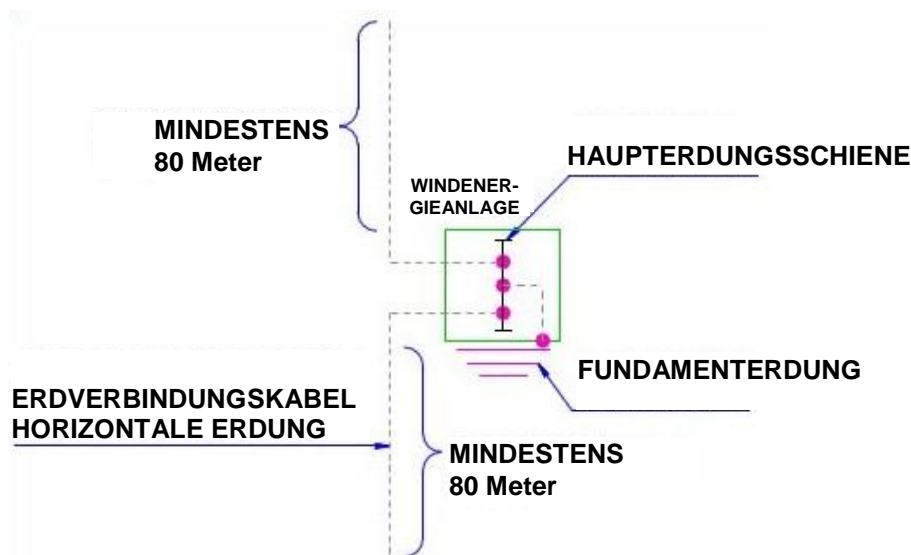 MINDESTENS
80 Meter
HAUPTERDUNGSSCHIENE
WINDENER-
GIEANLAGE
FUNDAMENTERDUNG
ERDVERBINDUNGSKABEL
HORIZONTALE ERDUNG
MINDESTENS
80 Meter